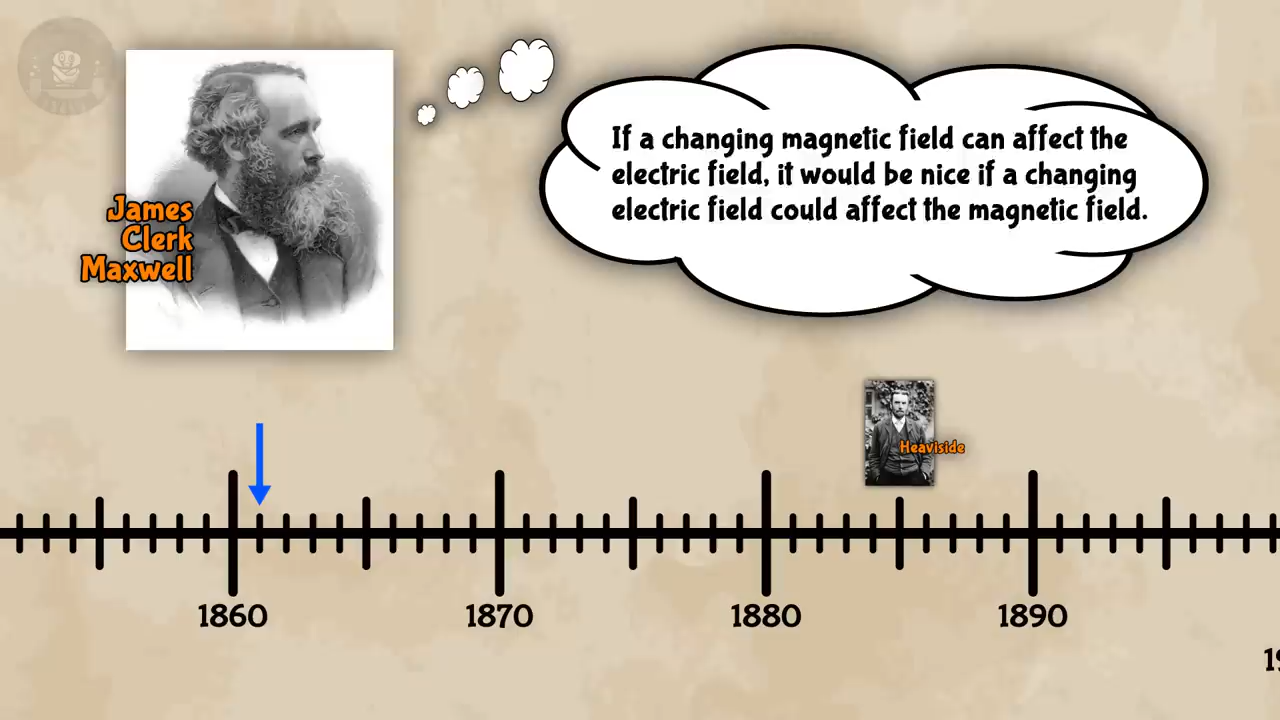 James
Clerk
Maxwell
If a changing magnetic field can affect the
electric field, it would be nice if a changing
electric field could affect the magnetic field.
Heaviside
1860
1870
1880
1890